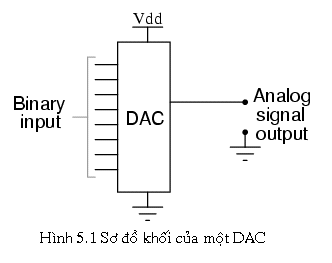 Vdd
Binary
input
DAC
Analog
signal
output
Hình 5.1 Sơ đồ khối của một DAC